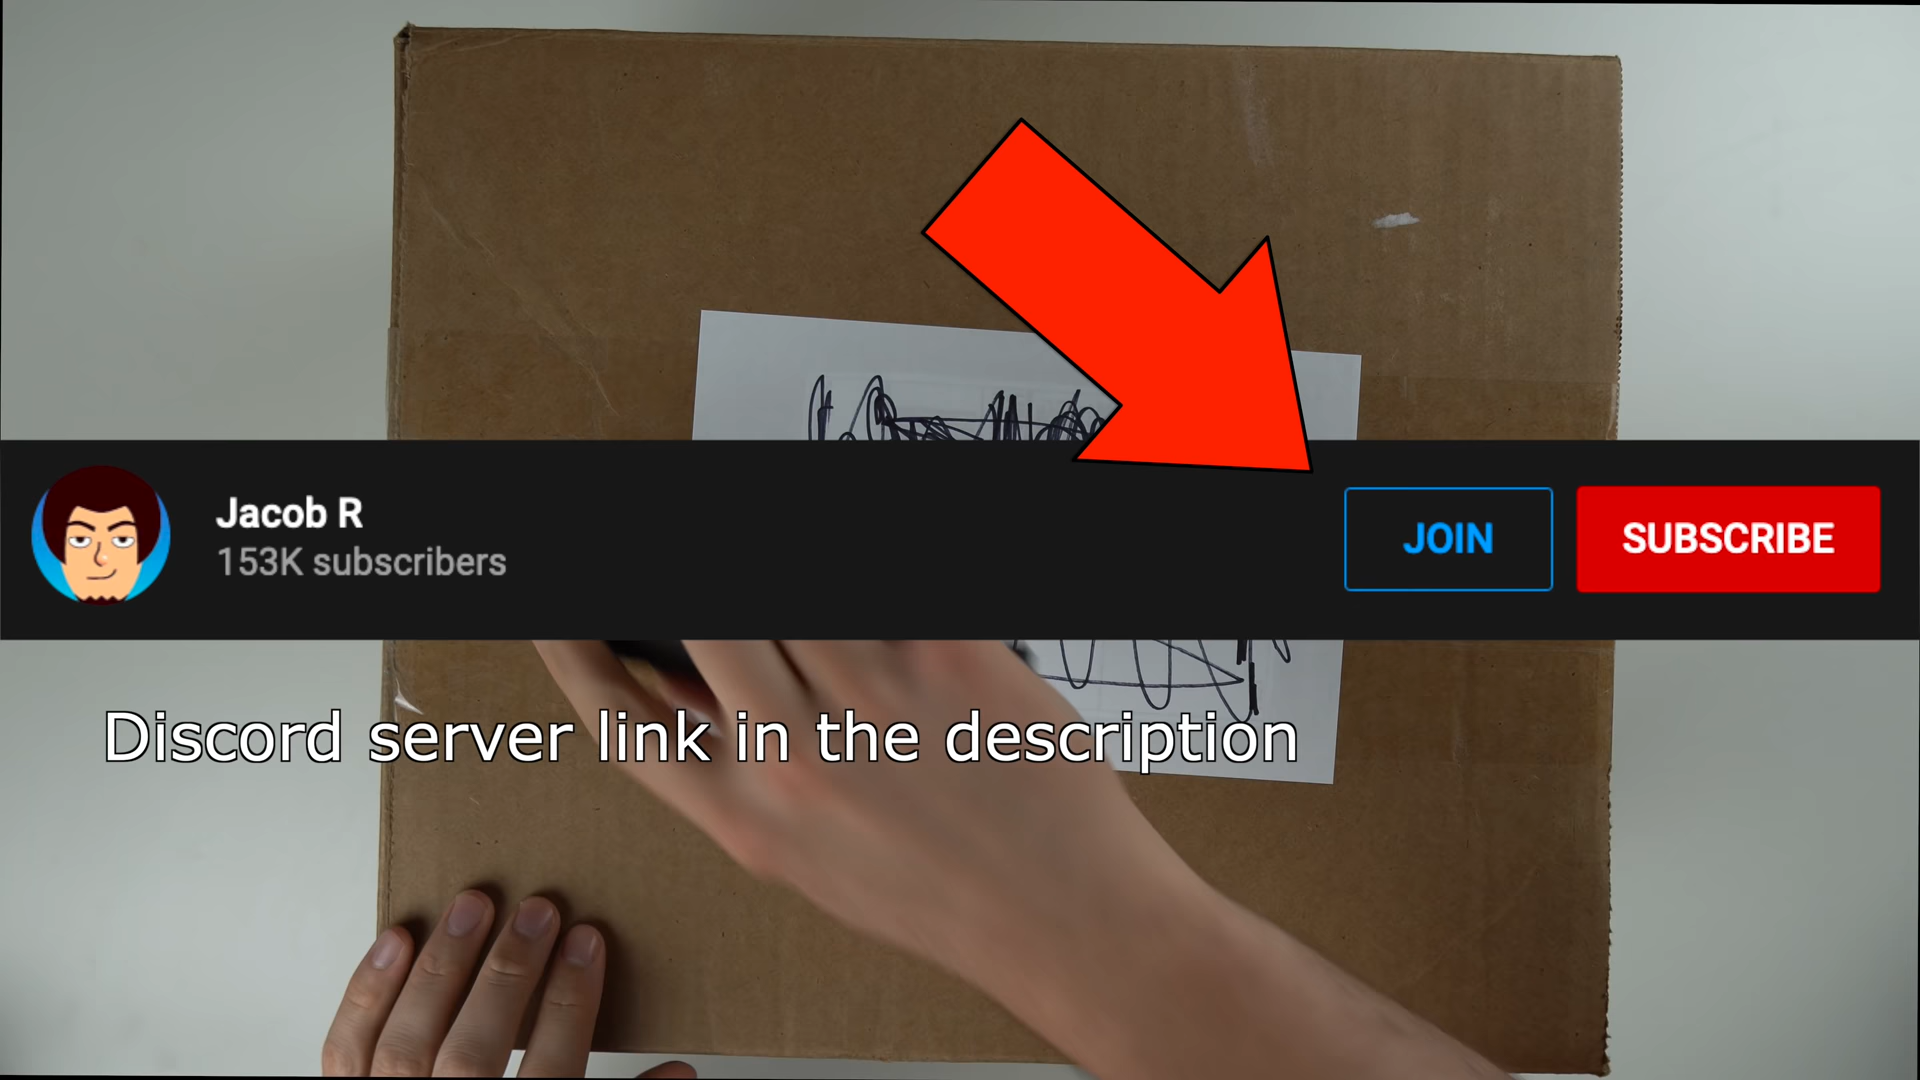 Jacob R
153K subscribers
JOIN
SUBSCRIBE
Discord server link in the description